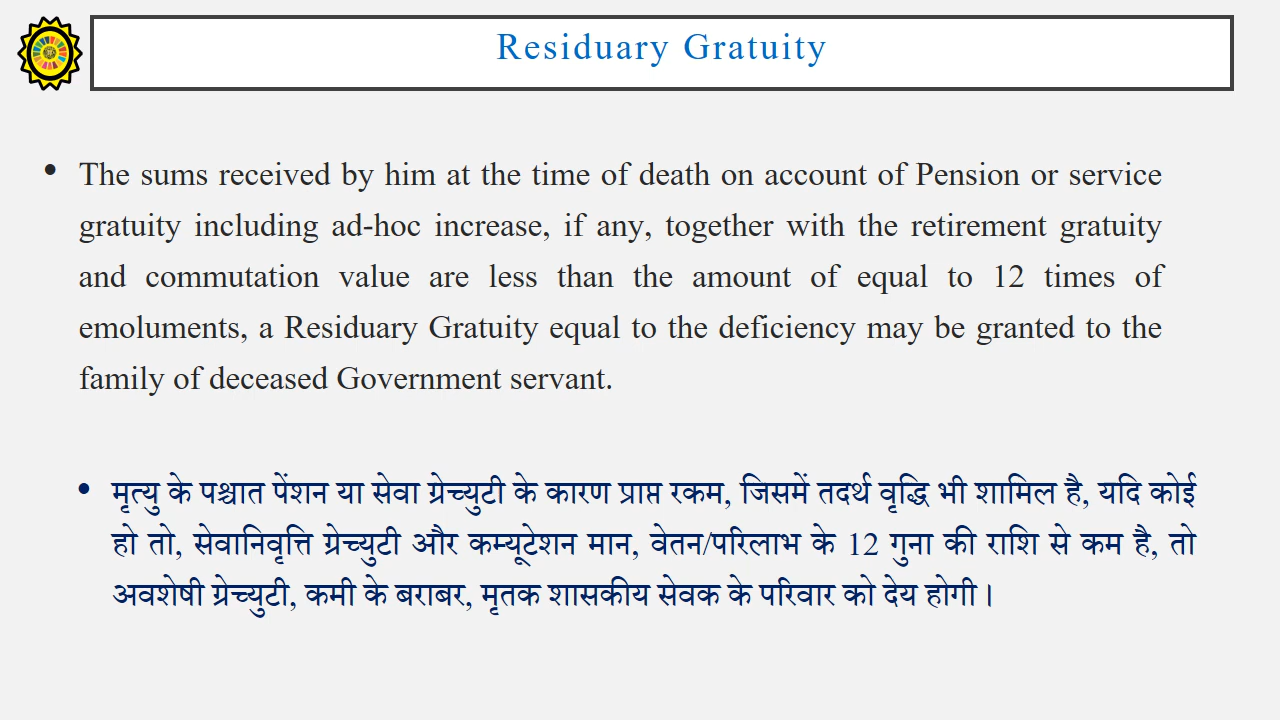 Residuary Gratuity
• The sums received by him at the time of death on account of Pension or service
gratuity including ad-hoc increase, if any, together with the retirement gratuity
and commutation value are less than the amount of equal to 12 times of
emoluments, a Residuary Gratuity equal to the deficiency may be granted to the
family of deceased Government servant.
• मृत्यु के पश्चात पेंशन या सेवा ग्रेच्युटी के कारण प्राप्त रकम, जिसमें तदर्थ वृद्धि भी शामिल है, यदि कोई
हो तो, सेवानिवृत्ति ग्रेच्युटी और कम्यूटेशन मान, वेतन/परिलाभ के 12 गुना की राशि से कम है, तो
अवशेषी ग्रेच्युटी, कमी के बराबर, मृतक शासकीय सेवक के परिवार को देय होगी।